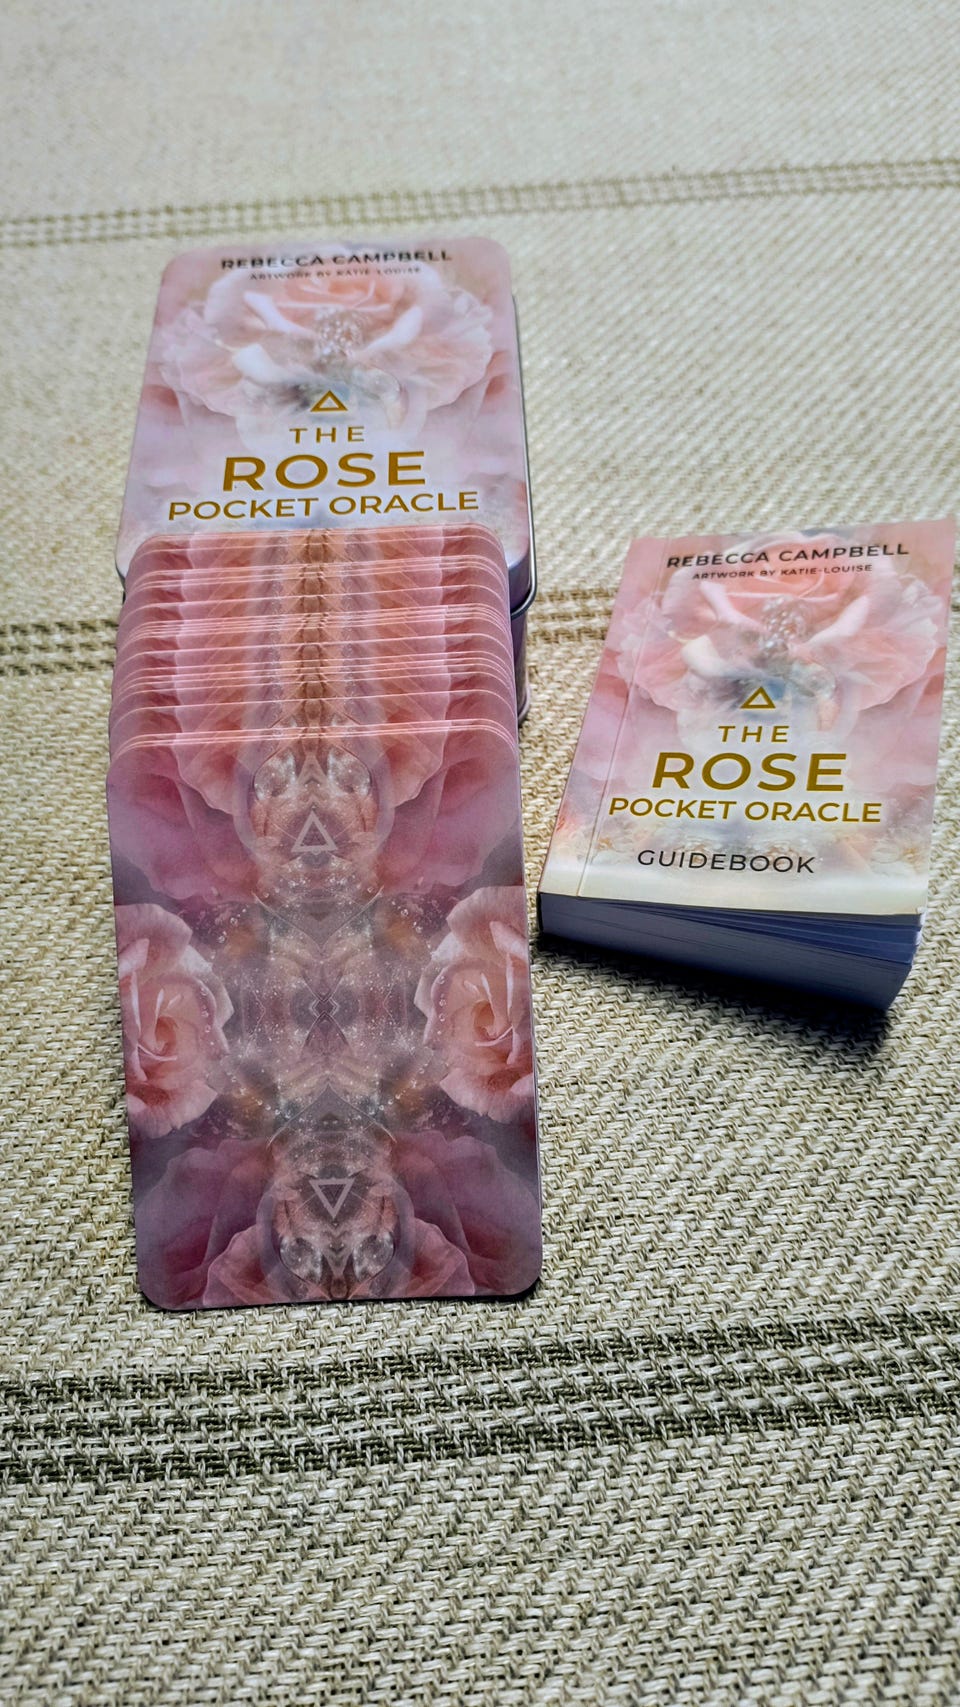 REBECCA CAMPBELL
ARTWORK BY KATIE-LOUISE
THE
ROSE
POCKET ORACLE
REBECCA CAMPBELL
ARTWORK BY KATIE-LOUISE
THE
ROSE
POCKET ORACLE
GUIDEBOOK